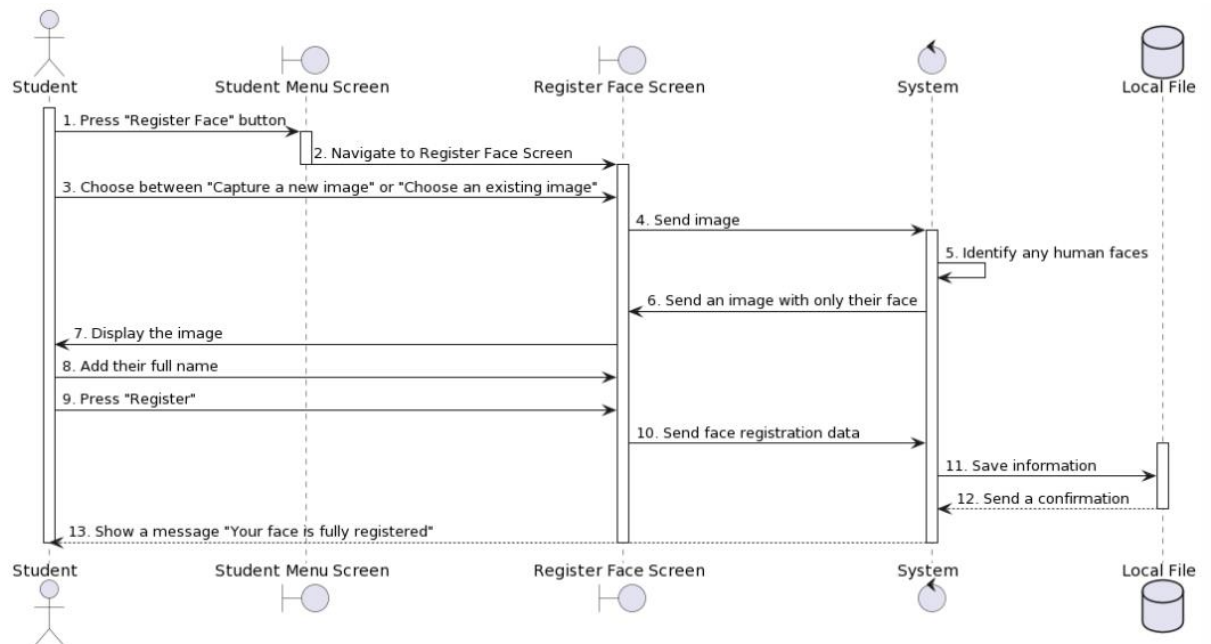 Student
Student Menu Screen
Register Face Screen
System
Local File
1. Press "Register Face" button
2. Navigate to Register Face Screen
3. Choose between "Capture a new image" or "Choose an existing image"
4. Send image
5. Identify any human faces
6. Send an image with only their face
7. Display the image
8. Add their full name
9. Press "Register"
10. Send face registration data
11. Save information
12. Send a confirmation
13. Show a message "Your face is fully registered"
Student
Student Menu Screen
Register Face Screen
System
Local File